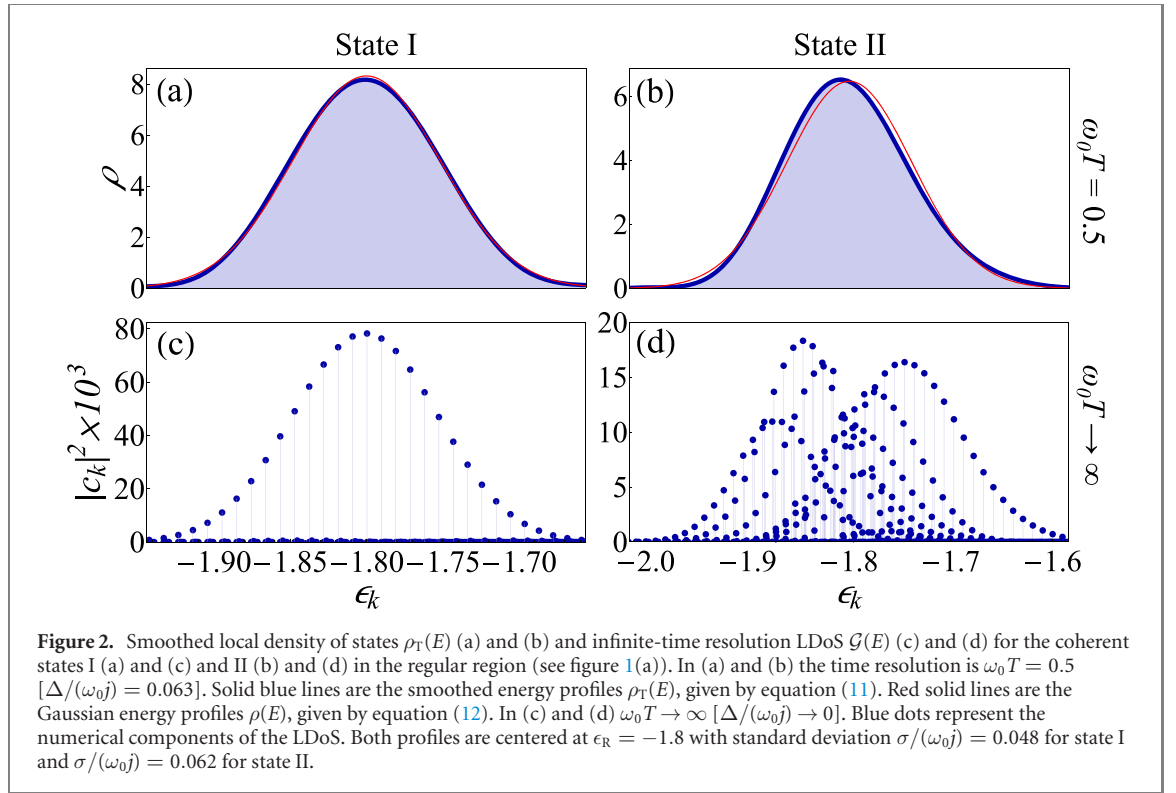 State I
State II
(a)
(b)
8
6
4
2
0
ρ
6
4
2
0
ω₀T = 0.5
(c)
(d)
80
60
40
20
0
|cₖ|² ×10³
20
15
10
5
0
ω₀T → ∞
−1.90 −1.85 −1.80 −1.75 −1.70
−2.0 −1.9 −1.8 −1.7 −1.6
ϵₖ
ϵₖ
Figure 2. Smoothed local density of states ρ_T(E) (a) and (b) and infinite-time resolution LDoS 𝒢(E) (c) and (d) for the coherent
states I (a) and (c) and II (b) and (d) in the regular region (see figure 1(a)). In (a) and (b) the time resolution is ω₀T = 0.5
[Δ/(ω₀j) = 0.063]. Solid blue lines are the smoothed energy profiles ρ_T(E), given by equation (11). Red solid lines are the
Gaussian energy profiles ρ(E), given by equation (12). In (c) and (d) ω₀T → ∞ [Δ/(ω₀j) → 0]. Blue dots represent the
numerical components of the LDoS. Both profiles are centered at ϵ_R = −1.8 with standard deviation σ/(ω₀j) = 0.048 for state I
and σ/(ω₀j) = 0.062 for state II.